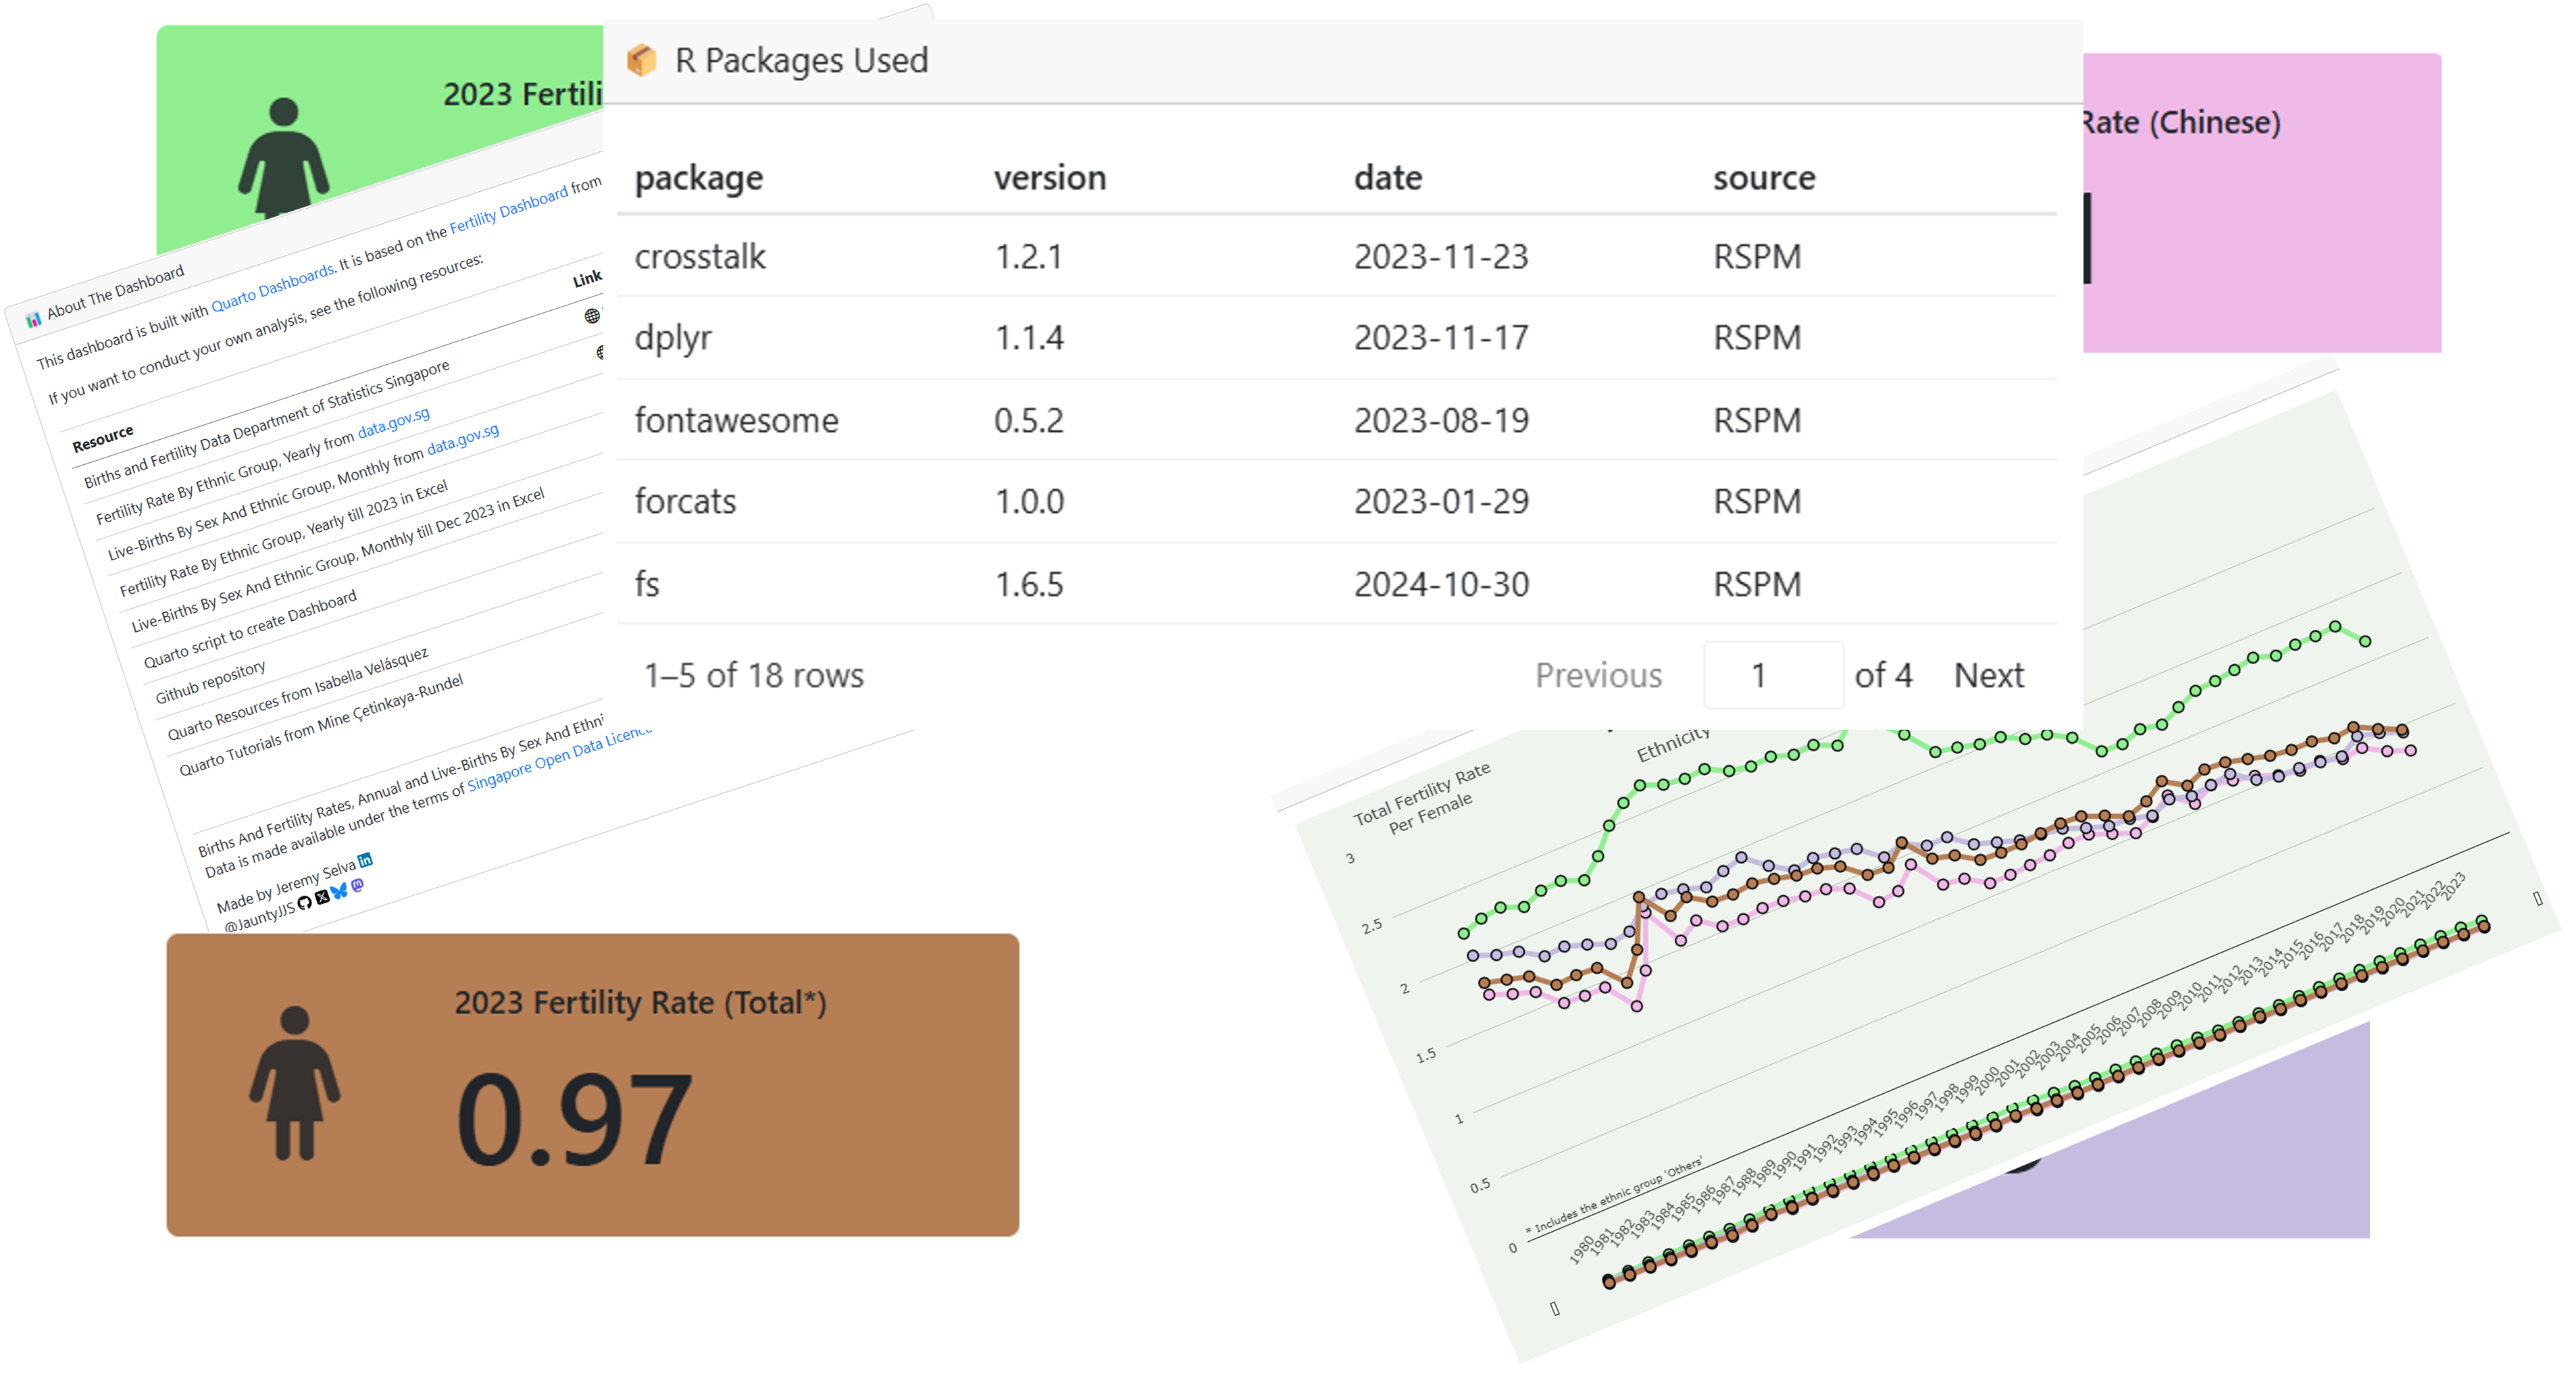 2023 Fertili
About The Dashboard
This dashboard is built with Quarto Dashboards. It is based on the Fertility Dashboard from
If you want to conduct your own analysis, see the following resources:
Resource Link
Births and Fertility Data Department of Statistics Singapore
Fertility Rate By Ethnic Group, Yearly from data.gov.sg
Live-Births By Sex And Ethnic Group, Monthly from data.gov.sg
Fertility Rate By Ethnic Group, Yearly till 2023 in Excel
Live-Births By Sex And Ethnic Group, Monthly till Dec 2023 in Excel
Quarto script to create Dashboard
Github repository
Quarto Resources from Isabella Velásquez
Quarto Tutorials from Mine Çetinkaya-Rundel
Births And Fertility Rates, Annual and Live-Births By Sex And Ethni
Data is made available under the terms of Singapore Open Data Licence
Made by Jeremy Selva
@JauntyJJS
R Packages Used
package version date source
crosstalk 1.2.1 2023-11-23 RSPM
dplyr 1.1.4 2023-11-17 RSPM
fontawesome 0.5.2 2023-08-19 RSPM
forcats 1.0.0 2023-01-29 RSPM
fs 1.6.5 2024-10-30 RSPM
1–5 of 18 rows Previous 1 of 4 Next
Rate (Chinese)
2023 Fertility Rate (Total*)
0.97
Ethnicity
Total Fertility Rate
Per Female
3
2.5
2
1.5
1
0.5
0
* Includes the ethnic group 'Others'
1980 1981 1982 1983 1984 1985 1986 1987 1988 1989 1990 1991 1992 1993 1994 1995 1996 1997 1998 1999 2000 2001 2002 2003 2004 2005 2006 2007 2008 2009 2010 2011 2012 2013 2014 2015 2016 2017 2018 2019 2020 2021 2022 2023